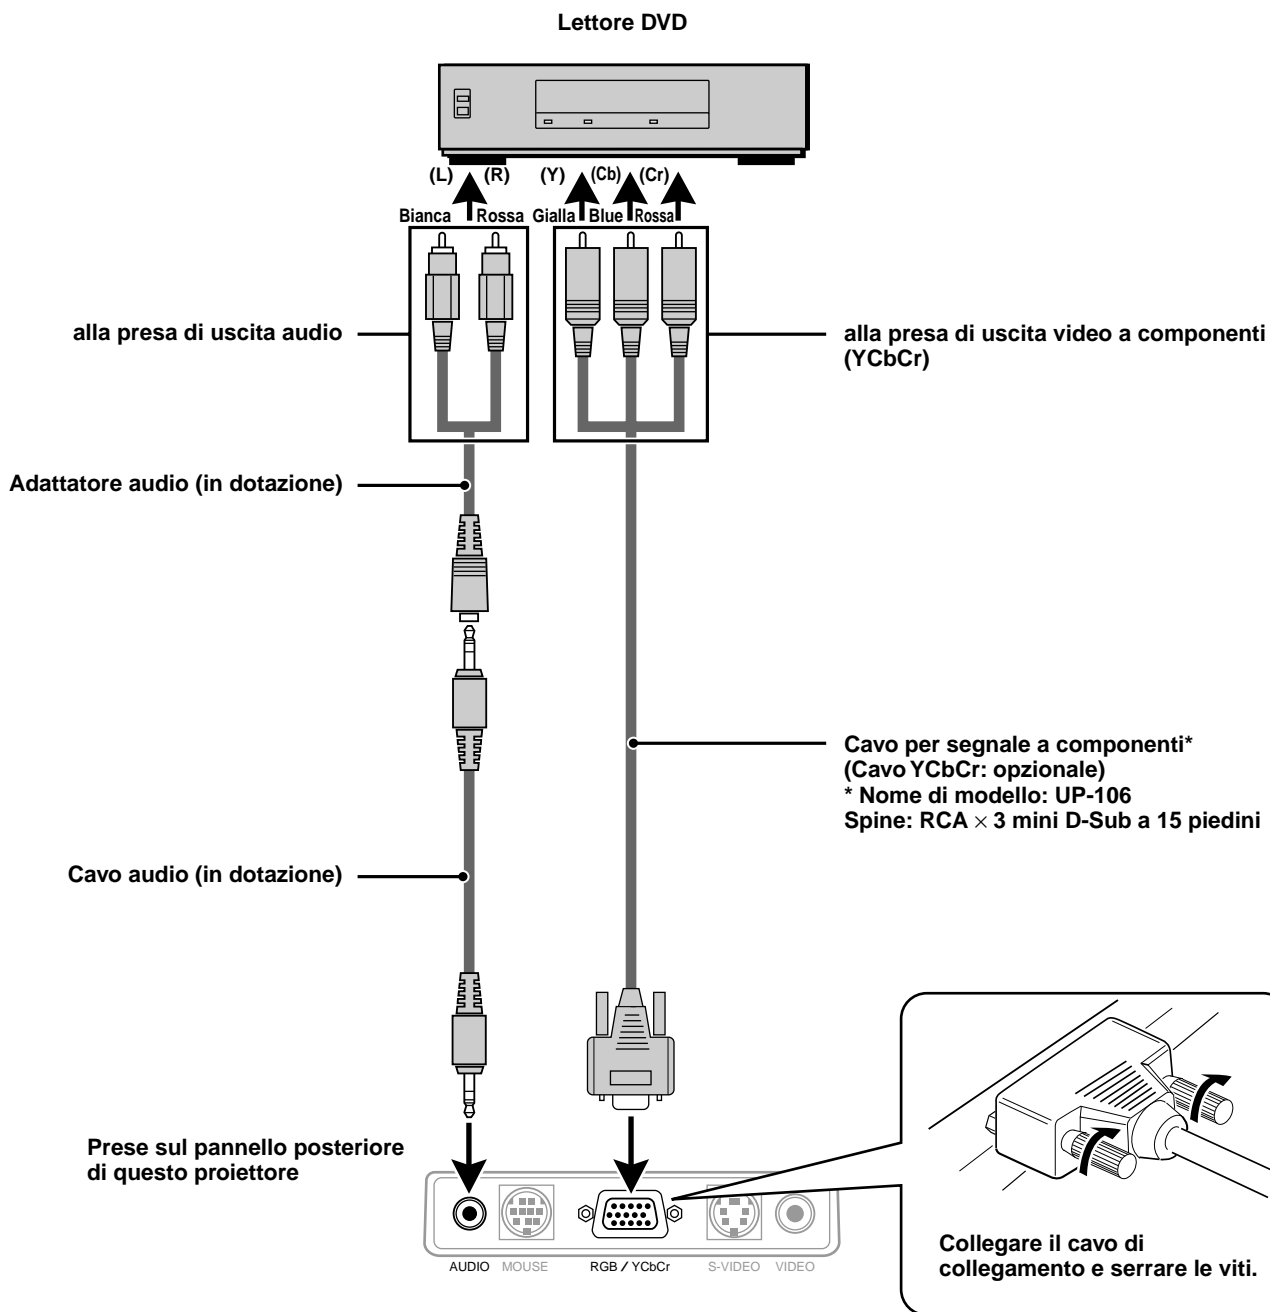 Lettore DVD
(L) (R) (Y) (Cb) (Cr)
Bianca Rossa Gialla Blue Rossa
alla presa di uscita audio
alla presa di uscita video a componenti
(YCbCr)
Adattatore audio (in dotazione)
Cavo per segnale a componenti*
(Cavo YCbCr: opzionale)
* Nome di modello: UP-106
Spine: RCA × 3 mini D-Sub a 15 piedini
Cavo audio (in dotazione)
Prese sul pannello posteriore
di questo proiettore
AUDIO MOUSE RGB / YCbCr S-VIDEO VIDEO
Collegare il cavo di
collegamento e serrare le viti.